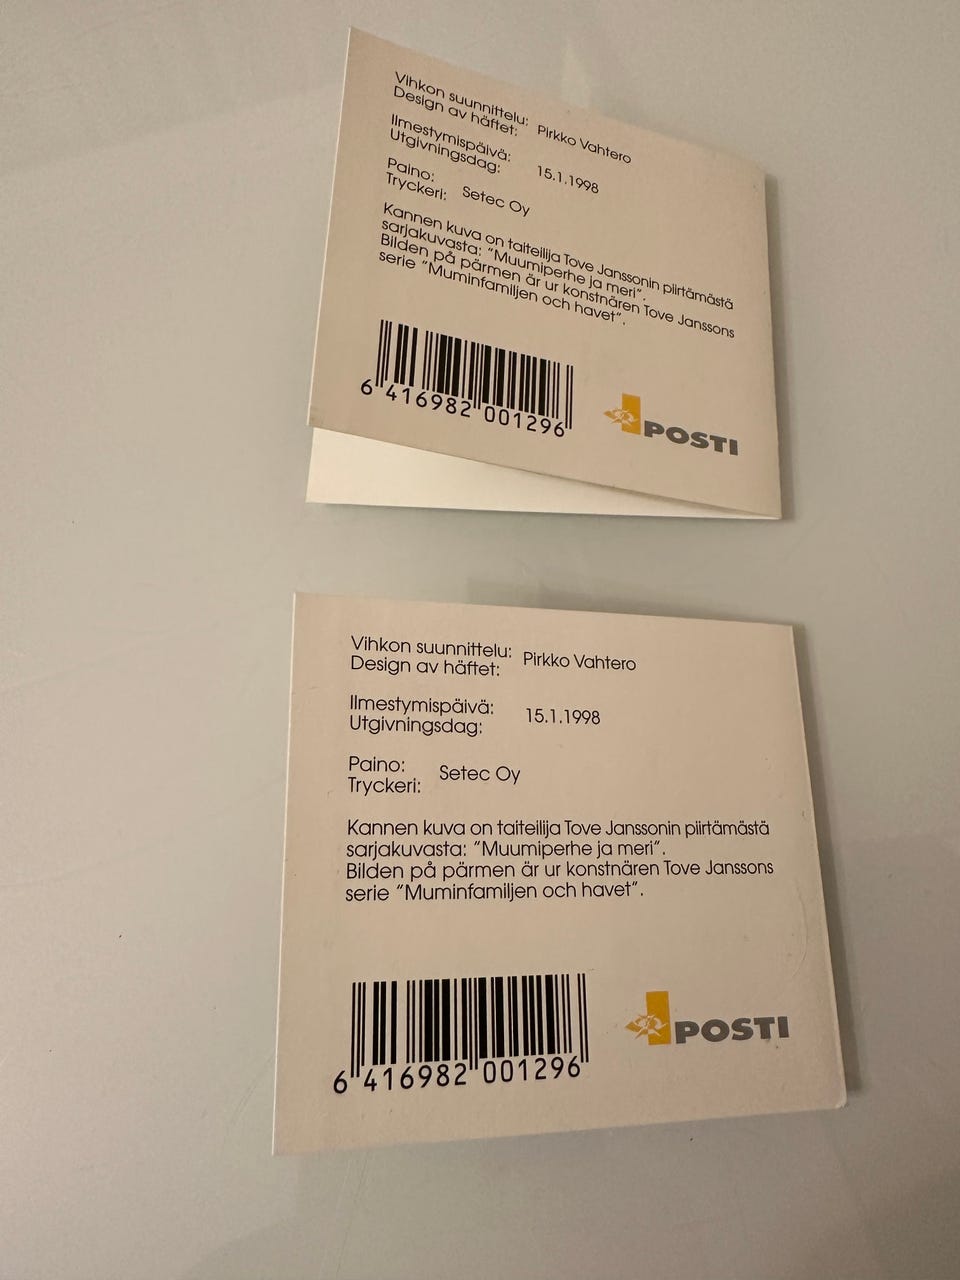 Vihkon suunnittelu:
Design av häftet: Pirkko Vahtero
Ilmestymispäivä:
Utgivningsdag: 15.1.1998
Paino:
Tryckeri: Setec Oy
Kannen kuva on taiteilija Tove Janssonin piirtämästä
sarjakuvasta: "Muumiperhe ja meri".
Bilden på pärmen är ur konstnären Tove Janssons
serie "Muminfamiljen och havet".
6 416982 001296
POSTI
Vihkon suunnittelu:
Design av häftet: Pirkko Vahtero
Ilmestymispäivä:
Utgivningsdag: 15.1.1998
Paino:
Tryckeri: Setec Oy
Kannen kuva on taiteilija Tove Janssonin piirtämästä
sarjakuvasta: "Muumiperhe ja meri".
Bilden på pärmen är ur konstnären Tove Janssons
serie "Muminfamiljen och havet".
6 416982 001296
POSTI